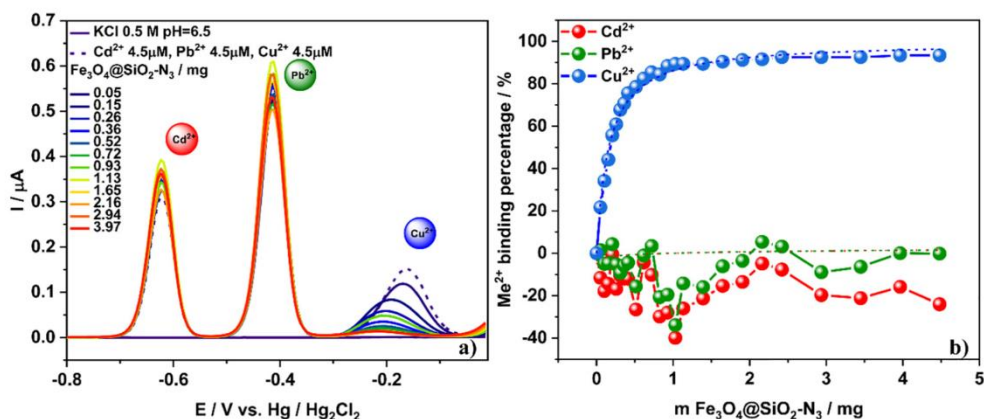 KCl 0.5 M pH=6.5
Cd²⁺ 4.5μM, Pb²⁺ 4.5μM, Cu²⁺ 4.5μM
Fe₃O₄@SiO₂-N₃ / mg
0.05
0.15
0.26
0.36
0.52
0.72
0.93
1.13
1.65
2.16
2.94
3.97
Cd²⁺
Pb²⁺
Cu²⁺
0.7
0.6
0.5
0.4
0.3
0.2
0.1
0.0
I / μA
-0.8
-0.6
-0.4
-0.2
E / V vs. Hg / Hg₂Cl₂
a)
Cd²⁺
Pb²⁺
Cu²⁺
100
80
60
40
20
0
-20
-40
Me²⁺ binding percentage / %
0
1
2
3
4
5
m Fe₃O₄@SiO₂-N₃ / mg
b)